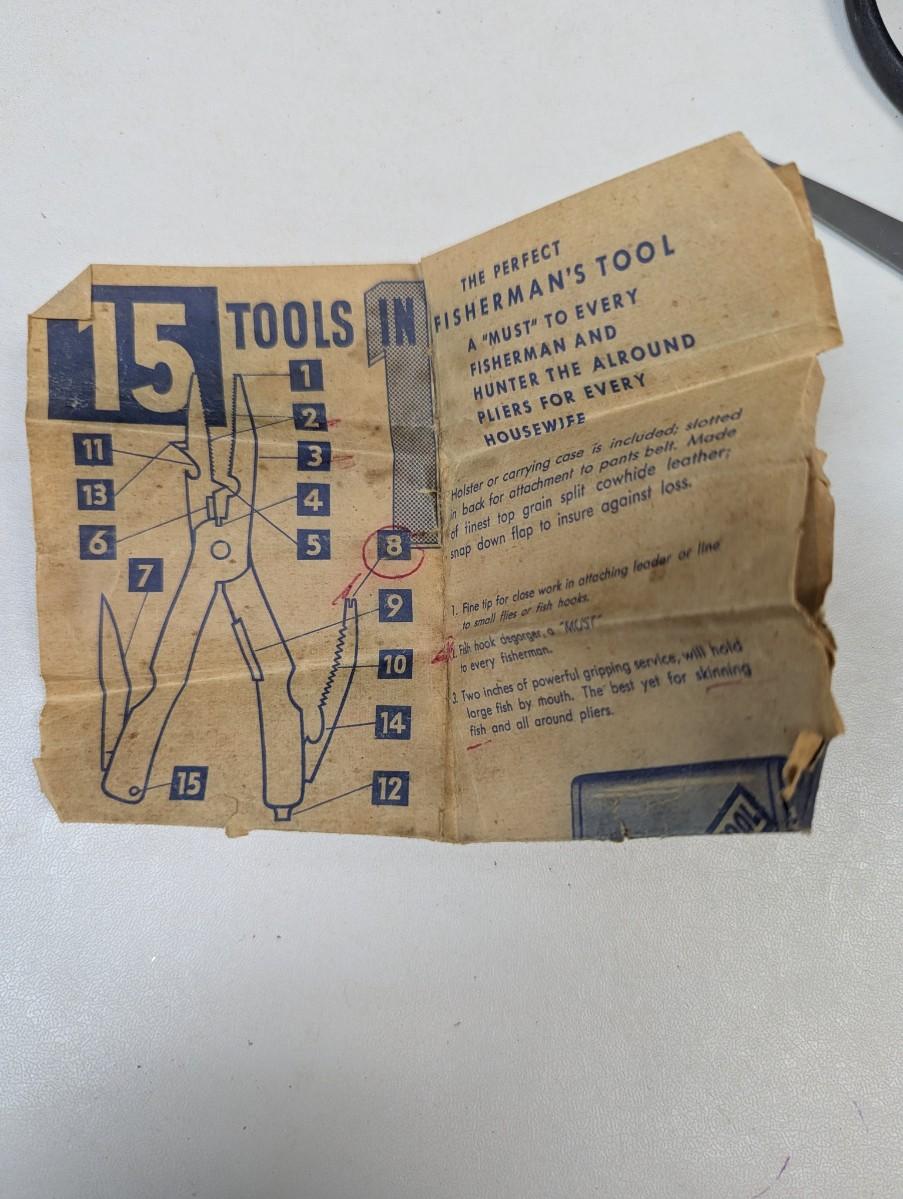 15 TOOLS IN 1
1
2
3
4
5
6
7
8
9
10
11
12
13
14
15
THE PERFECT
FISHERMAN'S TOOL
A "MUST" TO EVERY
FISHERMAN AND
HUNTER THE ALROUND
PLIERS FOR EVERY
HOUSEWIFE
Holster or carrying case is included; slotted
in back for attachment to pants belt. Made
of finest top grain split cowhide leather;
snap down flap to insure against loss.
1. Fine tip for close work in attaching leader or line
to small flies or fish hooks.
2. Fish hook degorger, a "MUST"
to every fisherman.
3. Two inches of powerful gripping service, will hold
large fish by mouth. The best yet for skinning
fish and all around pliers.